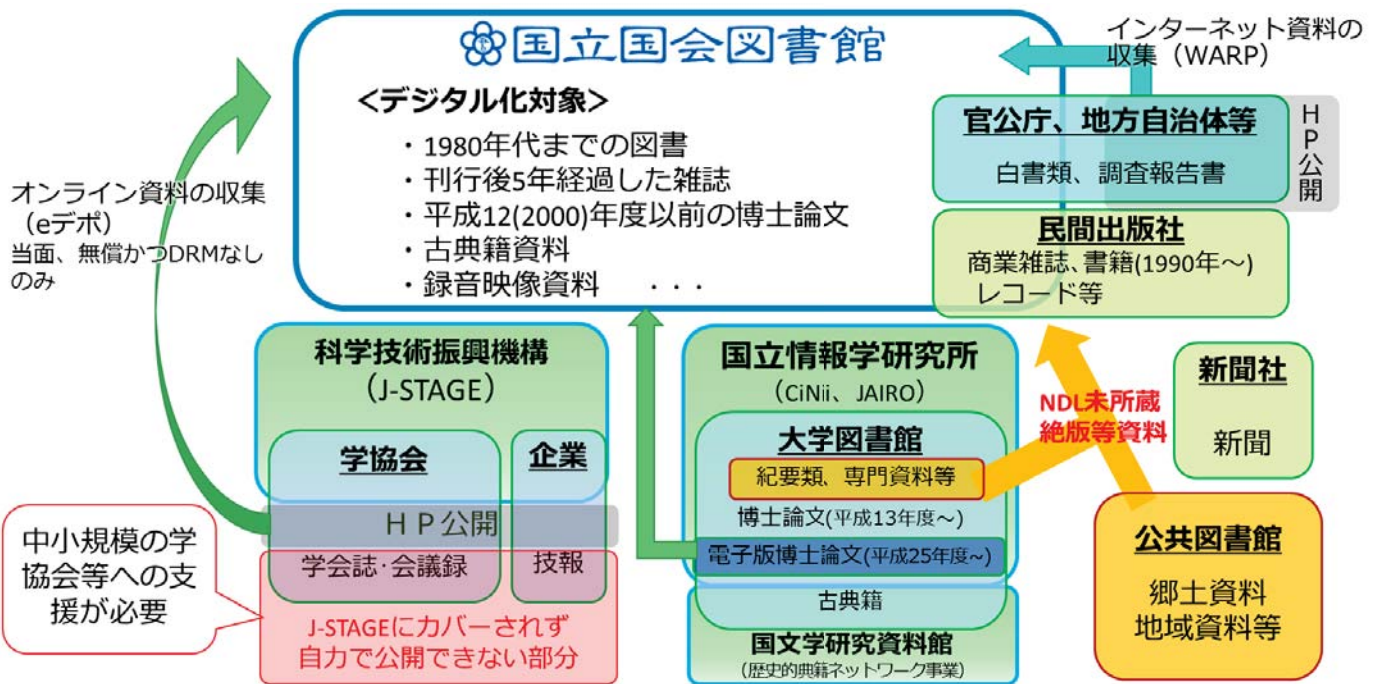 国立国会図書館
<デジタル化対象>
・1980年代までの図書
・刊行後5年経過した雑誌
・平成12(2000)年度以前の博士論文
・古典籍資料
・録音映像資料　・・・
インターネット資料の
収集（WARP）
官公庁、地方自治体等
白書類、調査報告書
HP公開
民間出版社
商業雑誌、書籍(1990年～)
レコード等
オンライン資料の収集
（eデポ）
当面、無償かつDRMなし
のみ
科学技術振興機構
（J-STAGE）
学協会
企業
ＨＰ公開
学会誌・会議録
技報
J-STAGEにカバーされず
自力で公開できない部分
中小規模の学
協会等への支
援が必要
国立情報学研究所
（CiNii、JAIRO）
大学図書館
紀要類、専門資料等
博士論文(平成13年度～)
電子版博士論文(平成25年度～)
古典籍
国文学研究資料館
（歴史的典籍ネットワーク事業）
NDL未所蔵
絶版等資料
新聞社
新聞
公共図書館
郷土資料
地域資料等